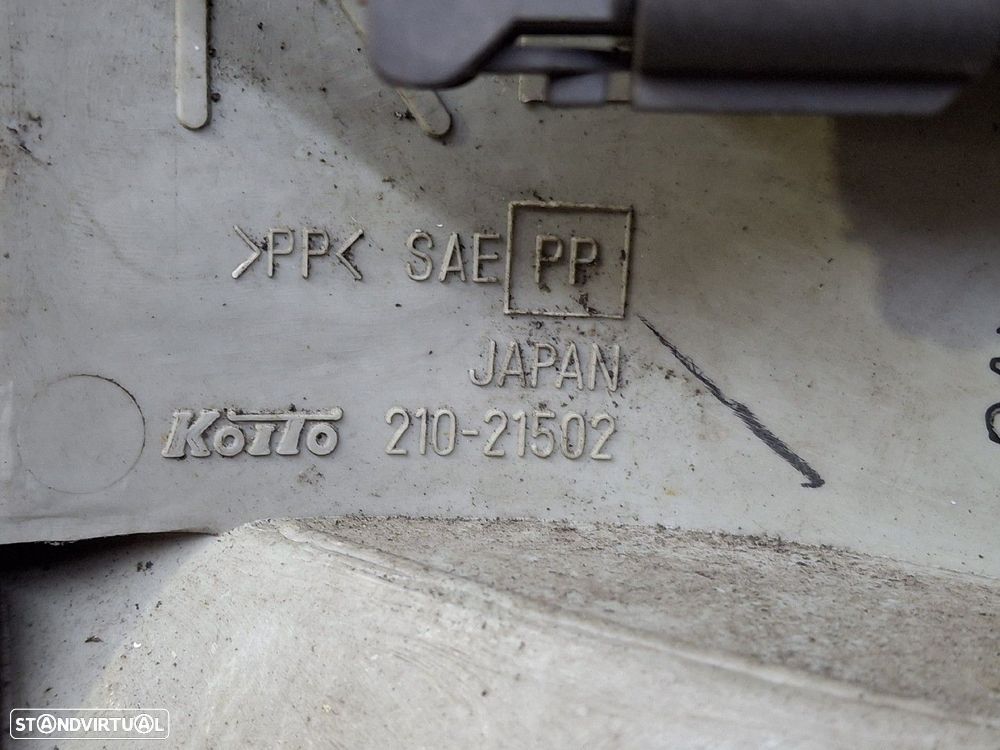 >PP< SAE PP
JAPAN
KOITO 210-21502
STANDVIRTUAL